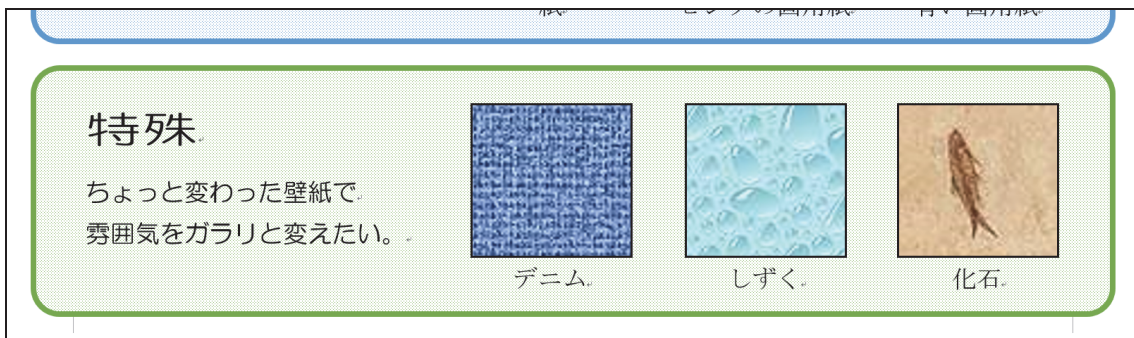 特殊
ちょっと変わった壁紙で
雰囲気をガラリと変えたい。
デニム
しずく
化石